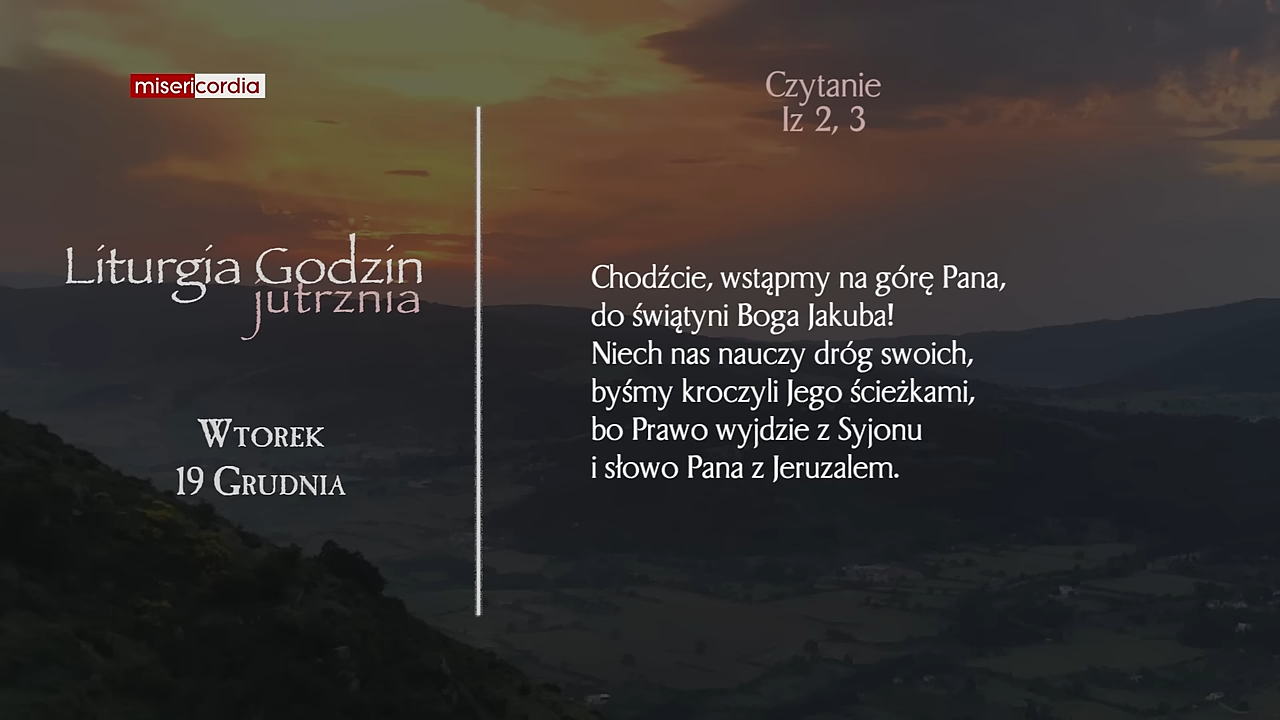 misericordia
Liturgia Godzin
jutrznia
Wtorek
19 Grudnia
Czytanie
Iz 2, 3
Chodźcie, wstąpmy na górę Pana,
do świątyni Boga Jakuba!
Niech nas nauczy dróg swoich,
byśmy kroczyli Jego ścieżkami,
bo Prawo wyjdzie z Syjonu
i słowo Pana z Jeruzalem.